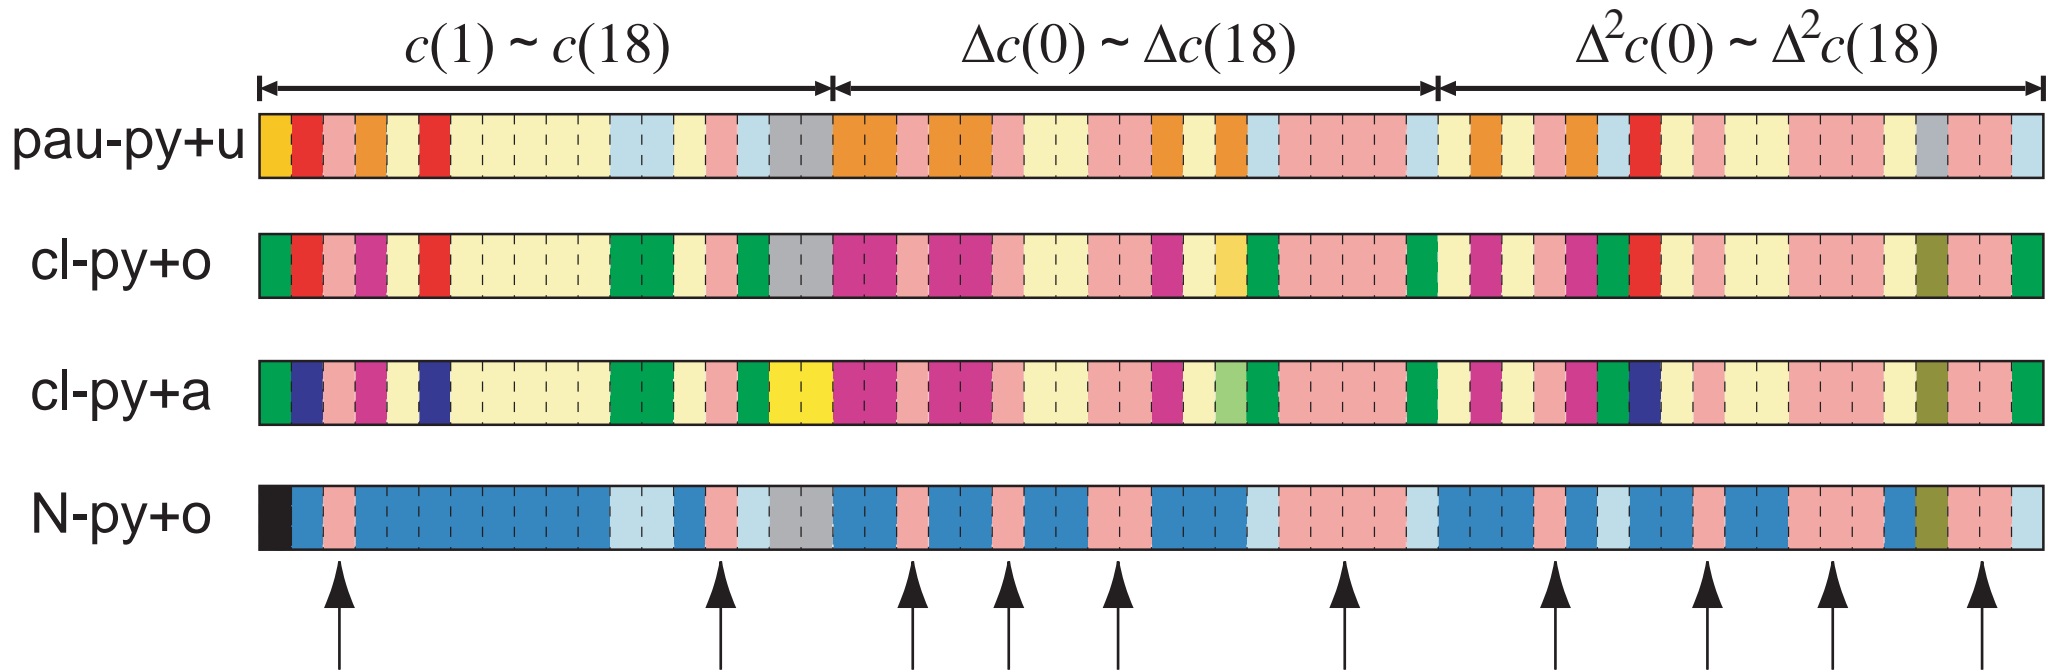 c(1) ~ c(18) Δc(0) ~ Δc(18) Δ²c(0) ~ Δ²c(18)
pau-py+u
cl-py+o
cl-py+a
N-py+o